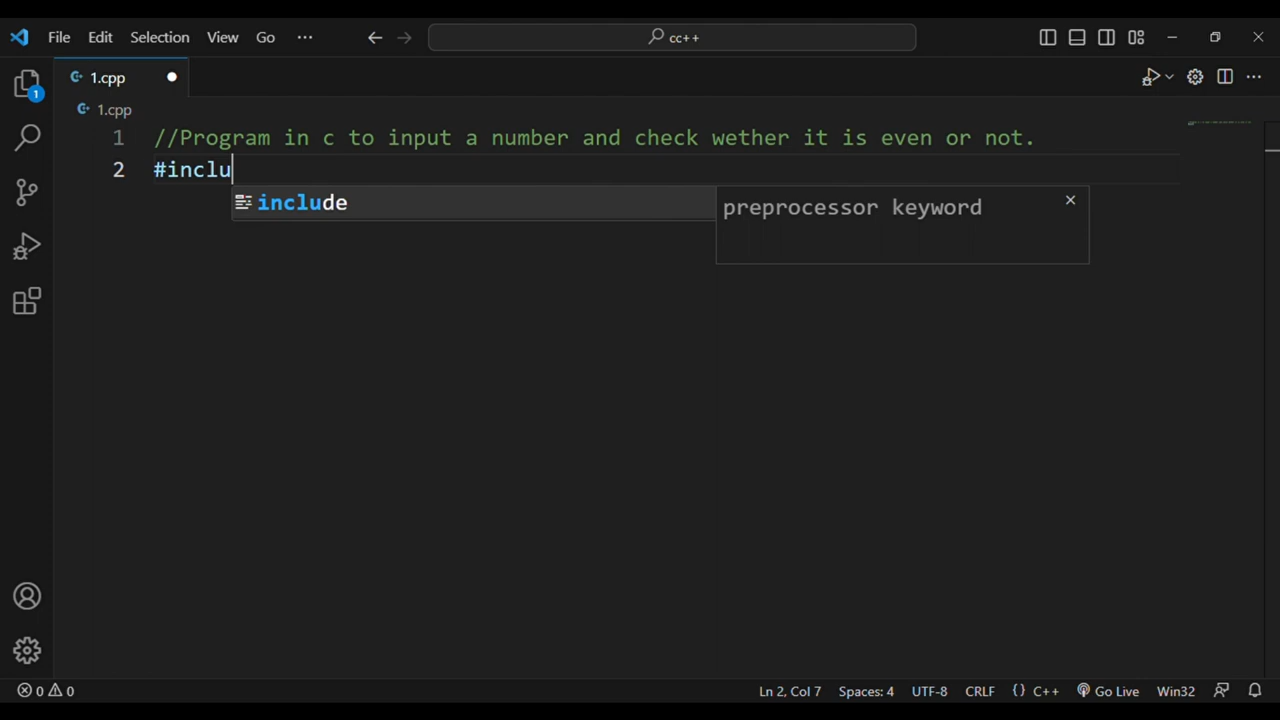 File Edit Selection View Go ··· cc++
1.cpp
1.cpp
1 //Program in c to input a number and check wether it is even or not.
2 #inclu
include
preprocessor keyword
1
0 0 Ln 2, Col 7 Spaces: 4 UTF-8 CRLF {} C++ Go Live Win32